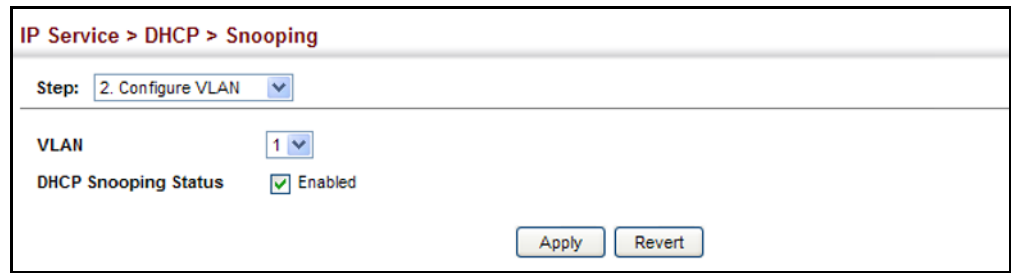 IP Service > DHCP > Snooping
Step: 2. Configure VLAN
VLAN 1
DHCP Snooping Status Enabled
Apply Revert